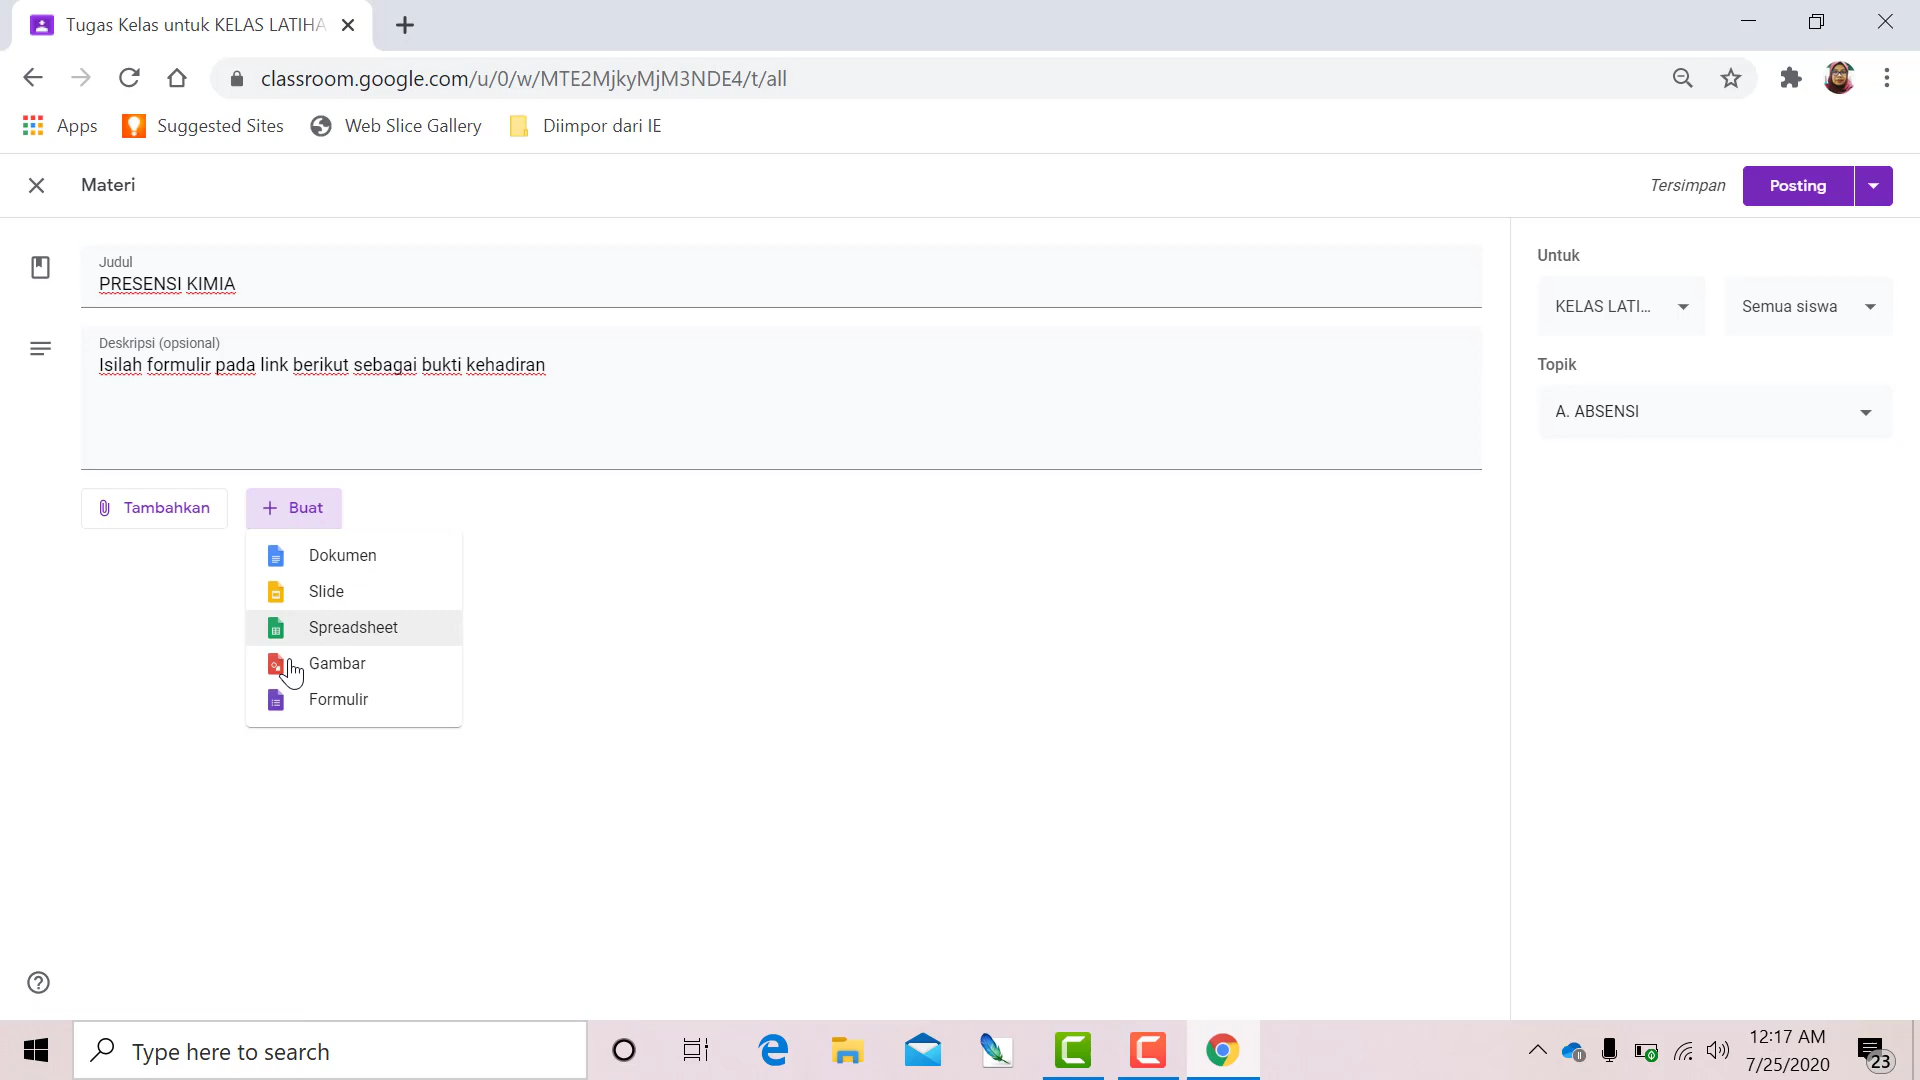 Tugas Kelas untuk KELAS LATIHA
classroom.google.com/u/0/w/MTE2MjkyMjM3NDE4/t/all
Apps
Suggested Sites
Web Slice Gallery
Diimpor dari IE
Materi
Tersimpan
Posting
Judul
PRESENSI KIMIA
Deskripsi (opsional)
Isilah formulir pada link berikut sebagai bukti kehadiran
Tambahkan
Buat
Dokumen
Slide
Spreadsheet
Gambar
Formulir
Untuk
KELAS LATI...
Semua siswa
Topik
A. ABSENSI
Type here to search
12:17 AM
7/25/2020
23